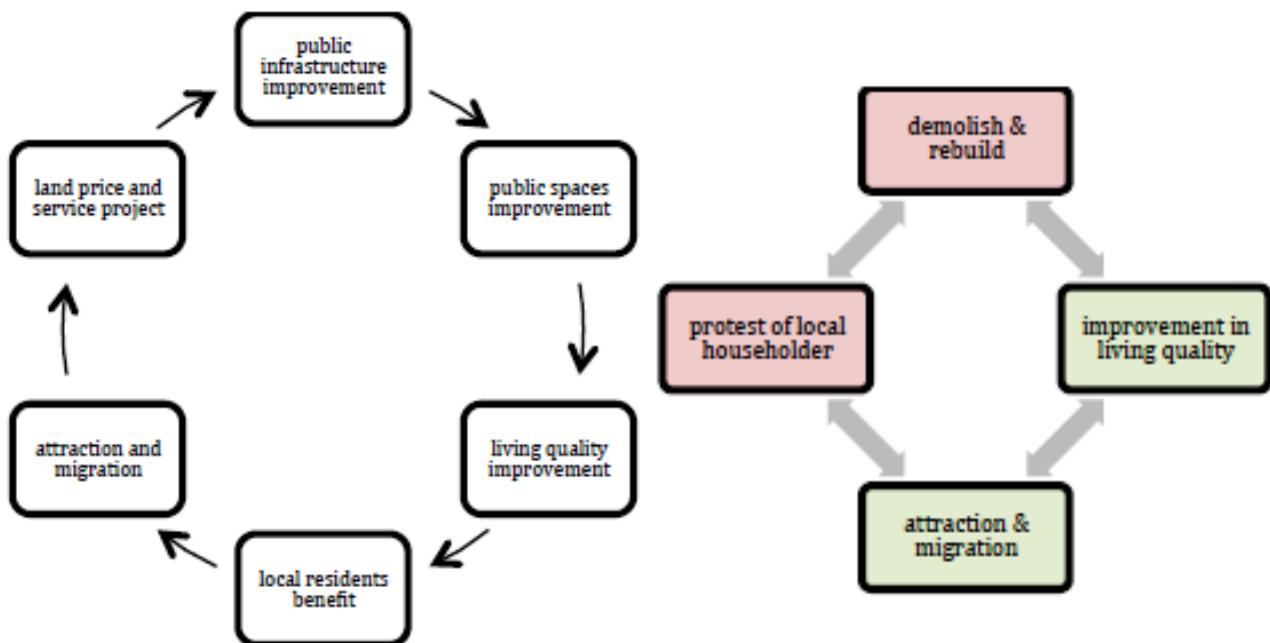 public
infrastructure
improvement
public spaces
improvement
living quality
improvement
local residents
benefit
attraction and
migration
land price and
service project
demolish &
rebuild
improvement in
living quality
attraction &
migration
protest of local
householder